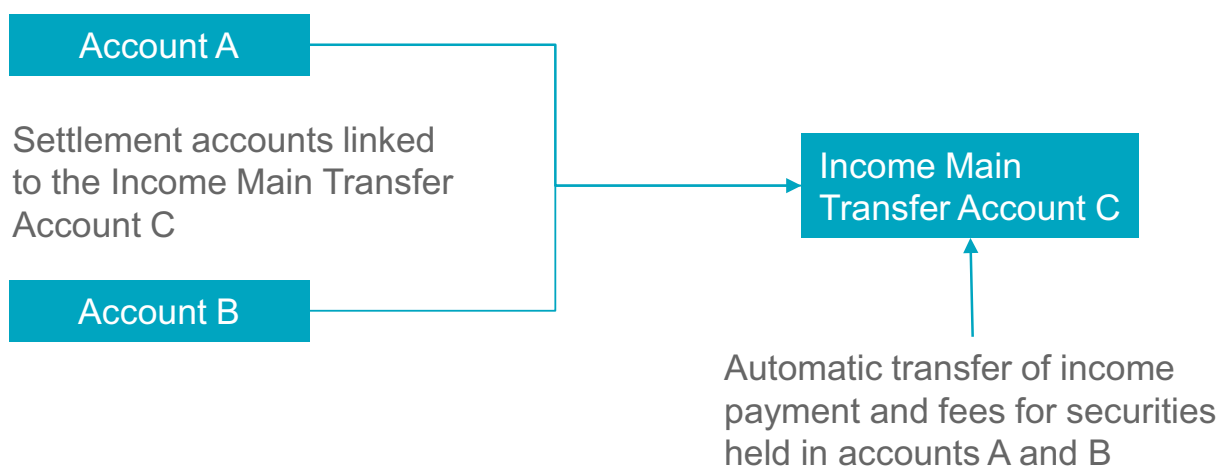 Account A
Settlement accounts linked
to the Income Main Transfer
Account C
Income Main
Transfer Account C
Account B
Automatic transfer of income
payment and fees for securities
held in accounts A and B